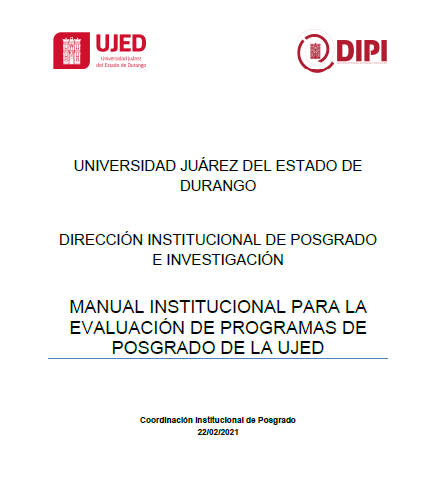 UJED
Universidad Juárez
del Estado de Durango
DIPI
UNIVERSIDAD JUÁREZ DEL ESTADO DE
DURANGO
DIRECCIÓN INSTITUCIONAL DE POSGRADO
E INVESTIGACIÓN
MANUAL INSTITUCIONAL PARA LA
EVALUACIÓN DE PROGRAMAS DE
POSGRADO DE LA UJED
Coordinación Institucional de Posgrado
22/02/2021